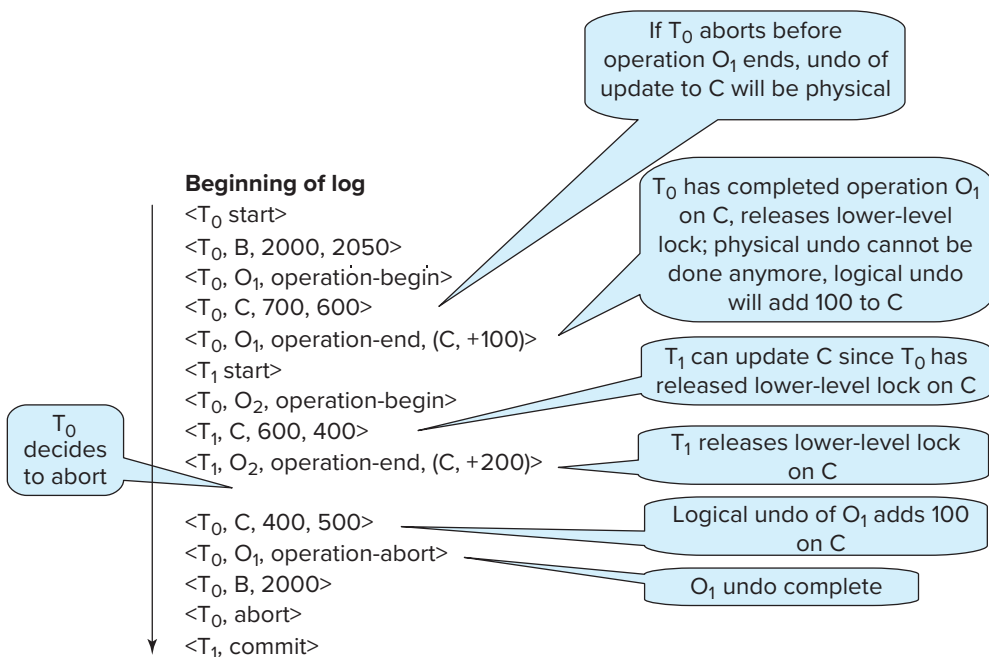 If T₀ aborts before
operation O₁ ends, undo of
update to C will be physical
Beginning of log
<T₀ start>
<T₀, B, 2000, 2050>
<T₀, O₁, operation-begin>
<T₀, C, 700, 600>
<T₀, O₁, operation-end, (C, +100)>
<T₁ start>
<T₀, O₂, operation-begin>
<T₁, C, 600, 400>
<T₁, O₂, operation-end, (C, +200)>
T₀ has completed operation O₁
on C, releases lower-level
lock; physical undo cannot be
done anymore, logical undo
will add 100 to C
T₁ can update C since T₀ has
released lower-level lock on C
T₁ releases lower-level lock
on C
T₀
decides
to abort
<T₀, C, 400, 500>
<T₀, O₁, operation-abort>
<T₀, B, 2000>
<T₀, abort>
<T₁, commit>
Logical undo of O₁ adds 100
on C
O₁ undo complete